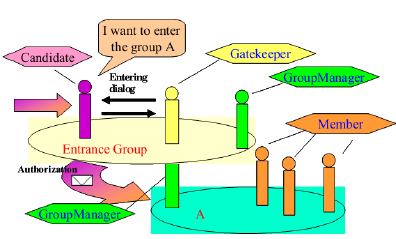 I want to enter
the group A
Candidate
Gatekeeper
Entering
dialog
GroupManager
Member
Entrance Group
Authorization
GroupManager
A